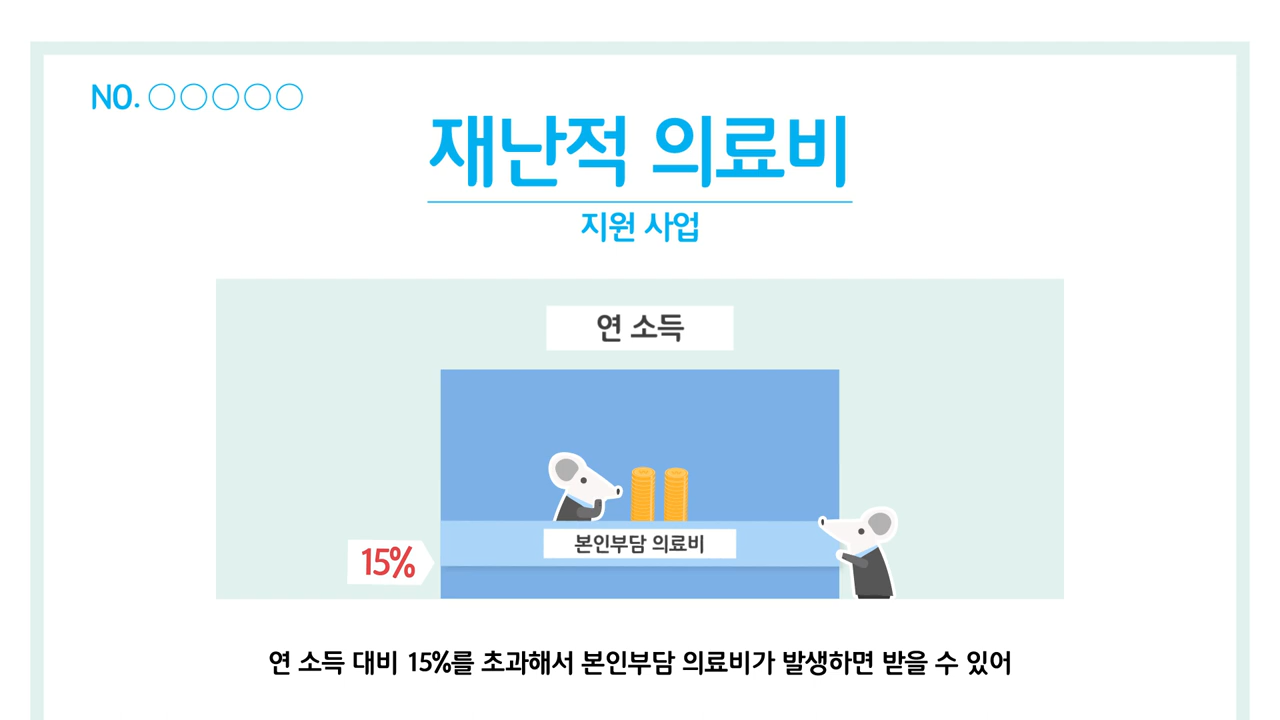 NO. ○○○○○
재난적 의료비
지원 사업
연 소득
본인부담 의료비
15%
연 소득 대비 15%를 초과해서 본인부담 의료비가 발생하면 받을 수 있어